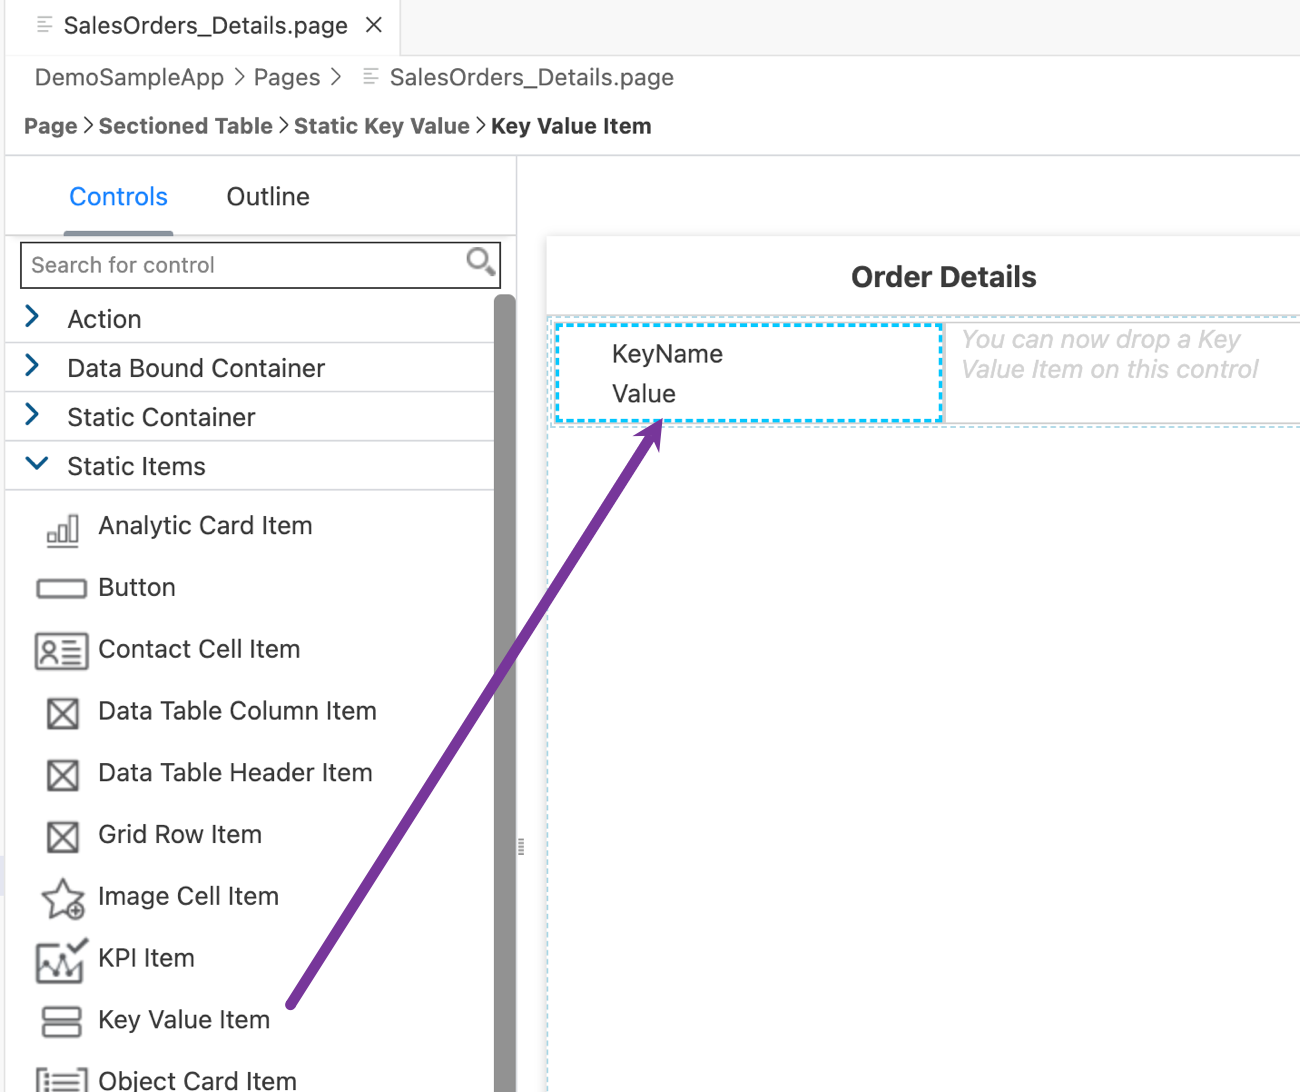 SalesOrders_Details.page
DemoSampleApp > Pages > SalesOrders_Details.page
Page > Sectioned Table > Static Key Value > Key Value Item
Controls
Outline
Search for control
Action
Data Bound Container
Static Container
Static Items
Analytic Card Item
Button
Contact Cell Item
Data Table Column Item
Data Table Header Item
Grid Row Item
Image Cell Item
KPI Item
Key Value Item
Object Card Item
Order Details
KeyName
Value
You can now drop a Key
Value Item on this control